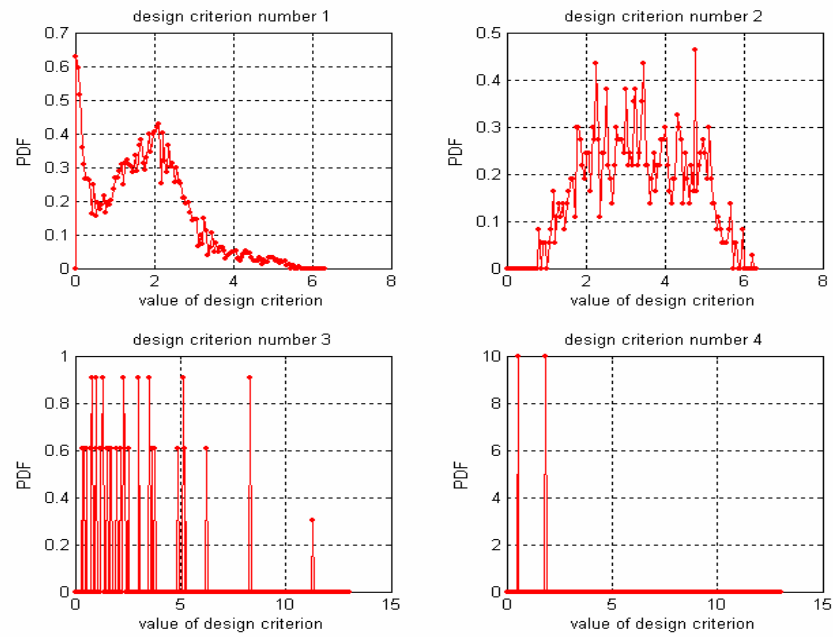 design criterion number 1
0.7
0.6
0.5
0.4
0.3
0.2
0.1
0
PDF
0 2 4 6 8
value of design criterion
design criterion number 2
0.5
0.4
0.3
0.2
0.1
0
PDF
0 2 4 6 8
value of design criterion
design criterion number 3
1
0.8
0.6
0.4
0.2
0
PDF
0 5 10 15
value of design criterion
design criterion number 4
10
8
6
4
2
0
PDF
0 5 10 15
value of design criterion